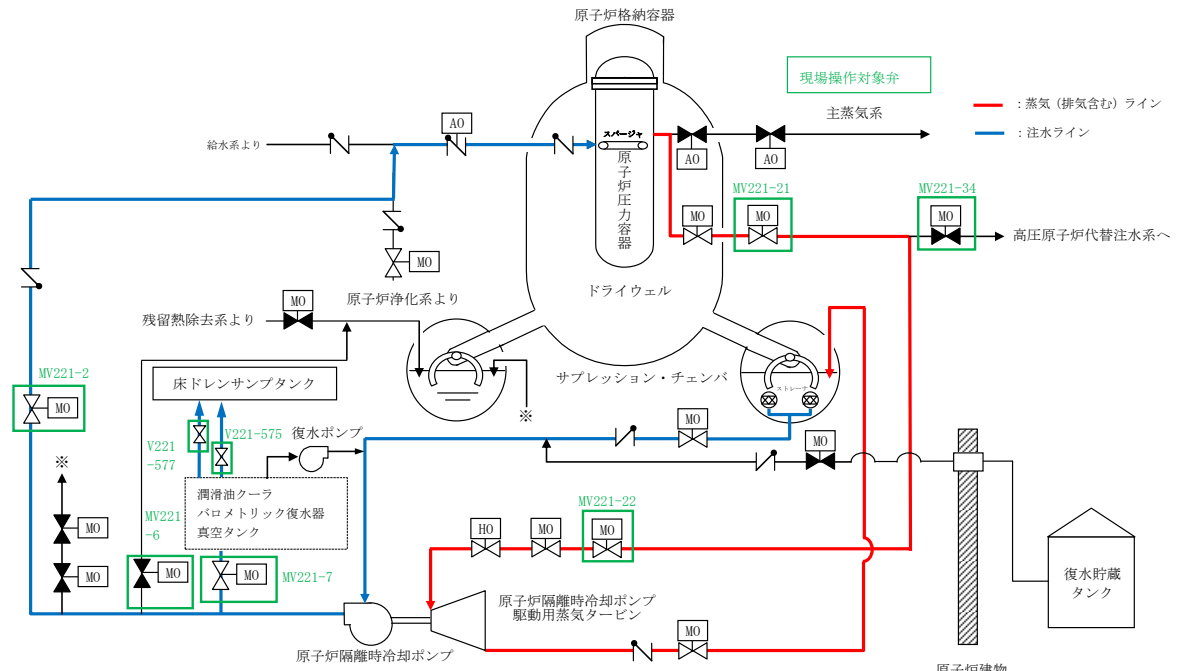 原子炉格納容器
現場操作対象弁
：蒸気（排気含む）ライン
：注水ライン
主蒸気系
給水系より
AO
スパージャ
原子炉圧力容器
AO
AO
MV221-21
MV221-34
MO
MO
MO
高圧原子炉代替注水系へ
MO
原子炉浄化系より
ドライウェル
MO
残留熱除去系より
MV221-2
MO
床ドレンサンプタンク
サプレッション・チェンバ
ストレーナ
※
V221
-577
V221-575
復水ポンプ
MO
MO
※
潤滑油クーラ
バロメトリック復水器
真空タンク
MV221
-6
MO
MO
MO
MO
MV221-7
MV221-22
HO
MO
MO
復水貯蔵
タンク
原子炉隔離時冷却ポンプ
駆動用蒸気タービン
MO
原子炉隔離時冷却ポンプ
原子炉建物